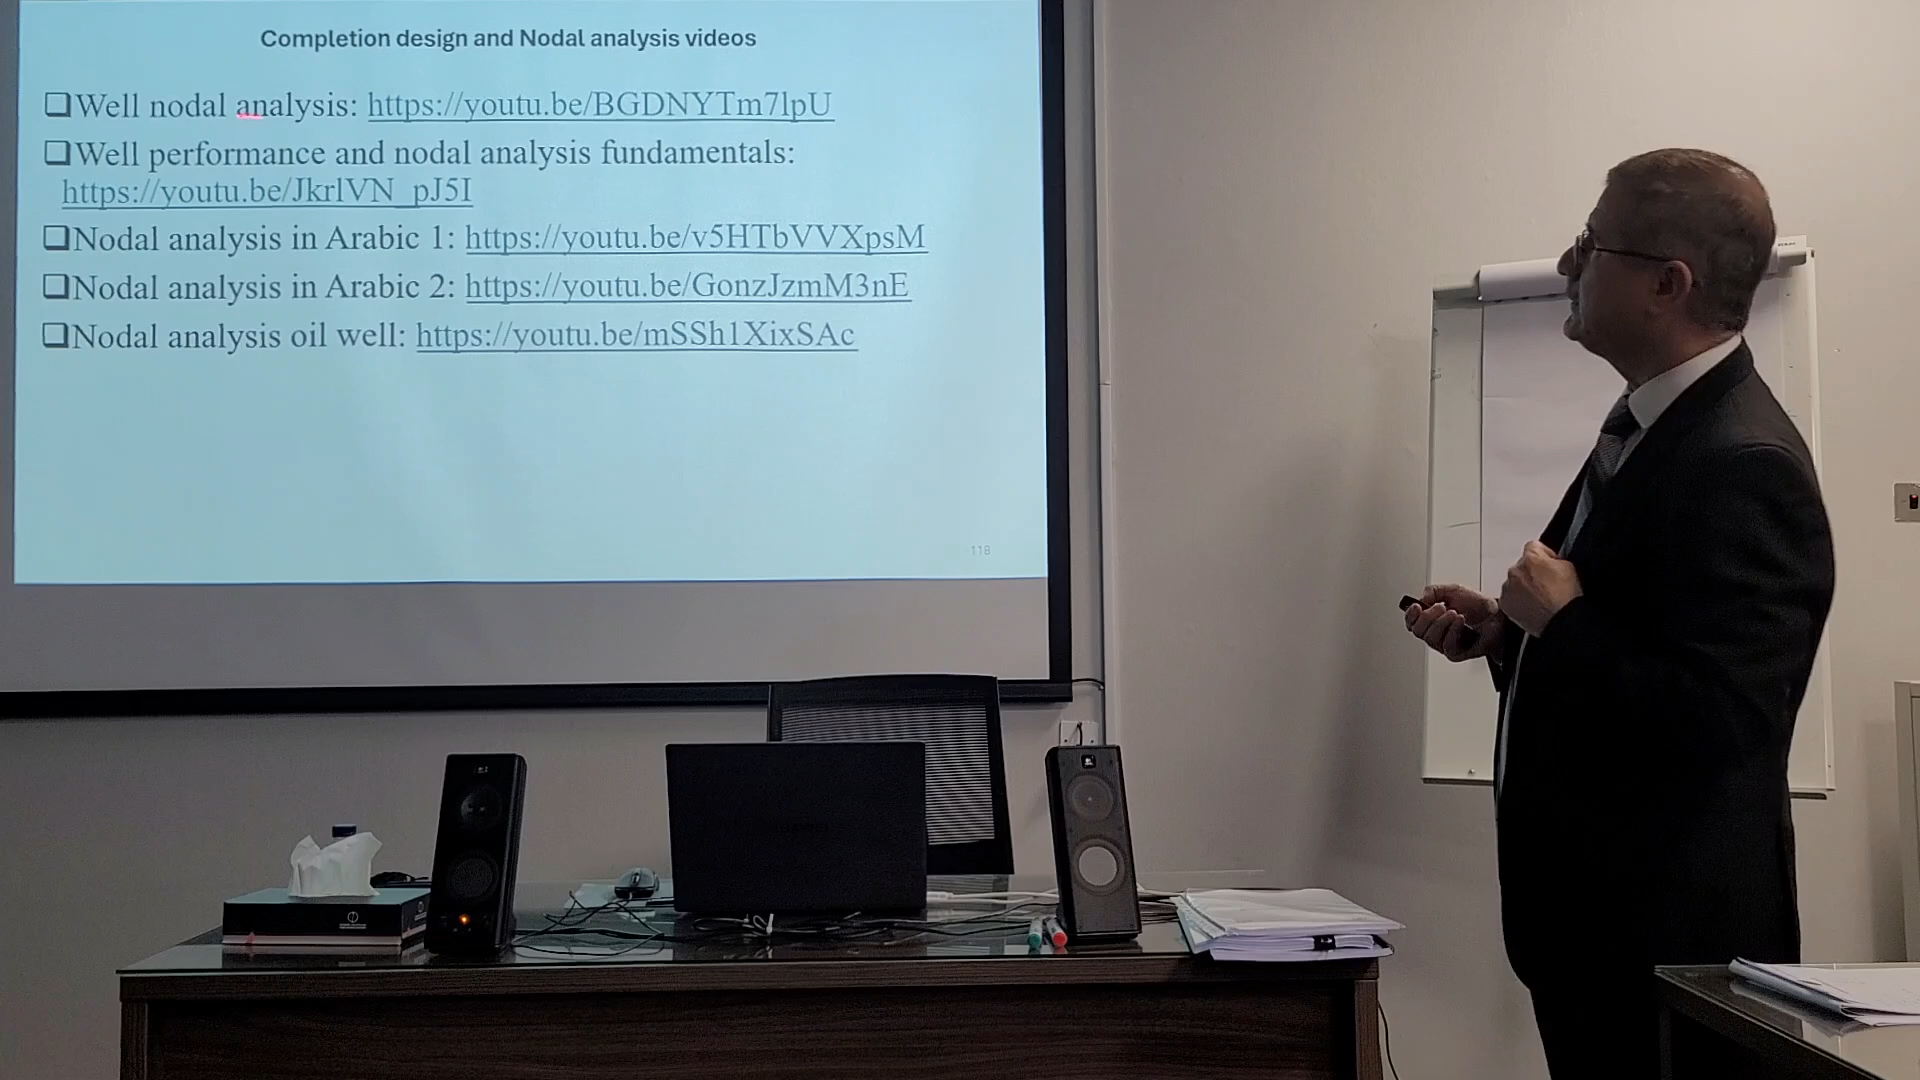 Completion design and Nodal analysis videos
Well nodal analysis: https://youtu.be/BGDNYTm7lpU
Well performance and nodal analysis fundamentals:
https://youtu.be/JkrlVN_pJ5I
Nodal analysis in Arabic 1: https://youtu.be/v5HTbVVXpsM
Nodal analysis in Arabic 2: https://youtu.be/GonzJzmM3nE
Nodal analysis oil well: https://youtu.be/mSSh1XixSAc
118